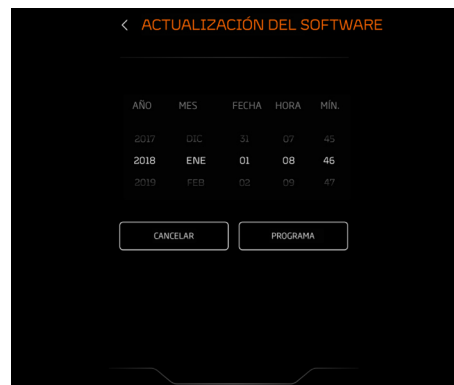 < ACTUALIZACIÓN DEL SOFTWARE
AÑO MES FECHA HORA MÍN.
2017 DIC 31 07 45
2018 ENE 01 08 46
2019 FEB 02 09 47
CANCELAR PROGRAMA